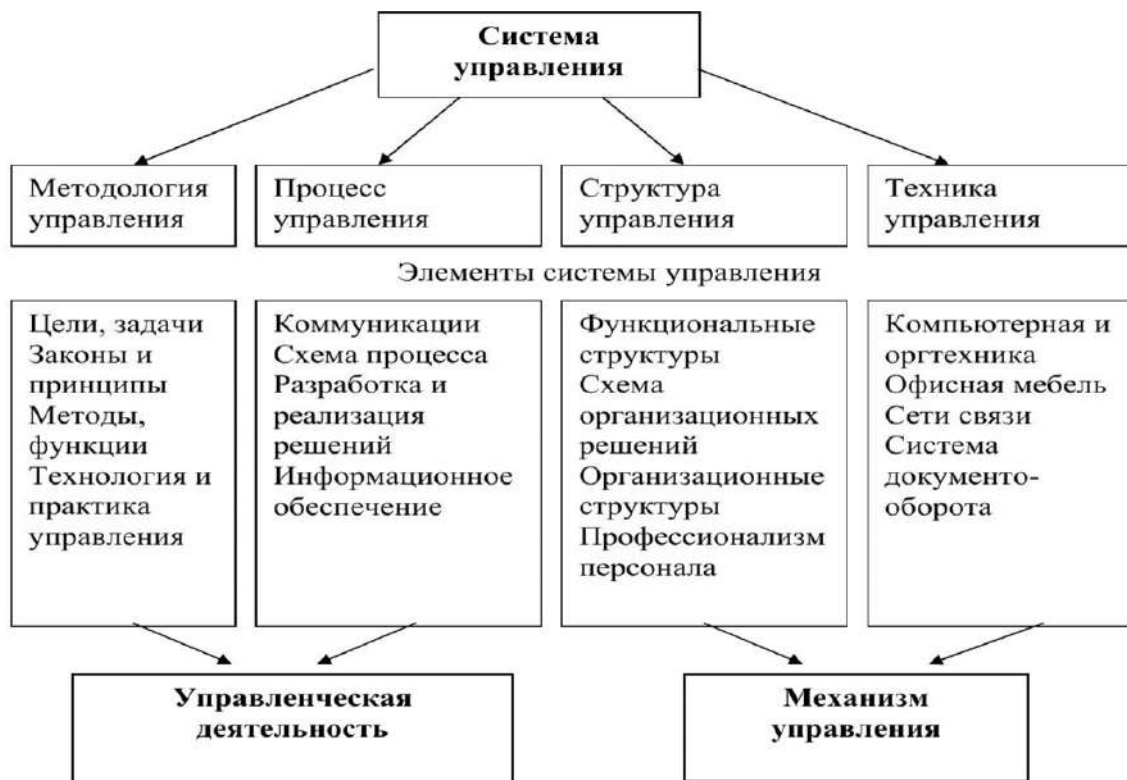 Система
управления
Методология
управления
Процесс
управления
Структура
управления
Техника
управления
Элементы системы управления
Цели, задачи
Законы и
принципы
Методы,
функции
Технология и
практика
управления
Коммуникации
Схема процесса
Разработка и
реализация
решений
Информационное
обеспечение
Функциональные
структуры
Схема
организационных
решений
Организационные
структуры
Профессионализм
персонала
Компьютерная и
оргтехника
Офисная мебель
Сети связи
Система
документо-
оборота
Управленческая
деятельность
Механизм
управления